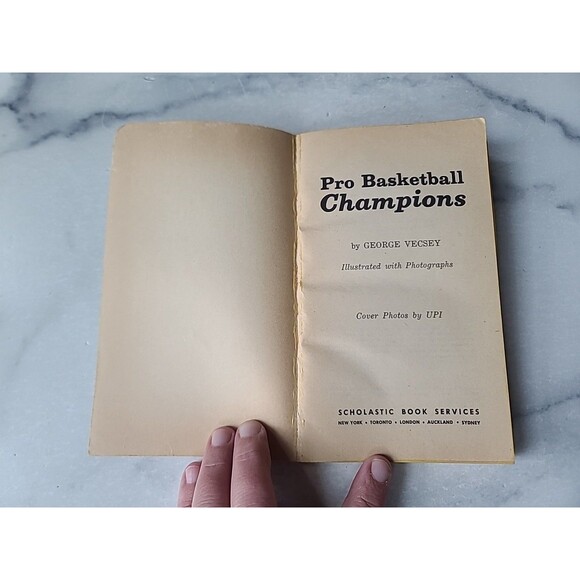 Pro Basketball
Champions
by GEORGE VECSEY
Illustrated with Photographs
Cover Photos by UPI
SCHOLASTIC BOOK SERVICES
NEW YORK • TORONTO • LONDON • AUCKLAND • SYDNEY